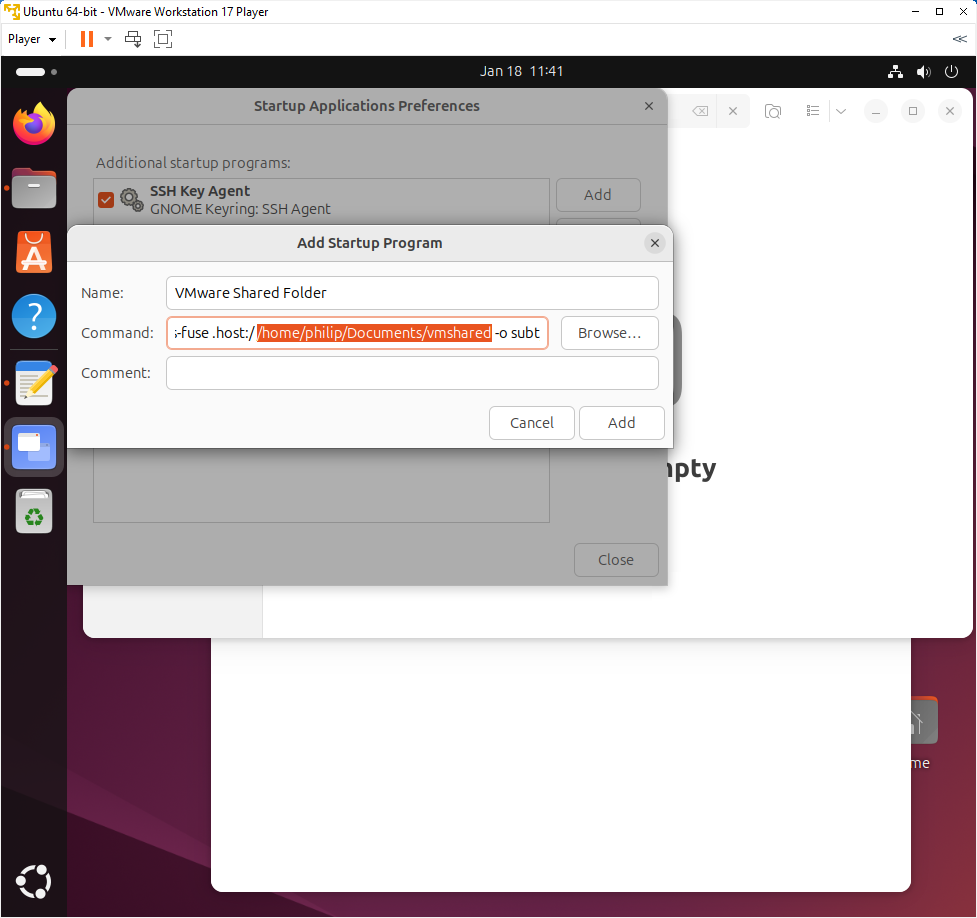 Ubuntu 64-bit - VMware Workstation 17 Player
Player
Jan 18 11:41
Startup Applications Preferences
Additional startup programs:
SSH Key Agent
GNOME Keyring: SSH Agent
Add
Add Startup Program
Name:
VMware Shared Folder
Command:
s-fuse .host:/ /home/philip/Documents/vmshared -o subt
Browse...
Comment:
Cancel
Add
Close